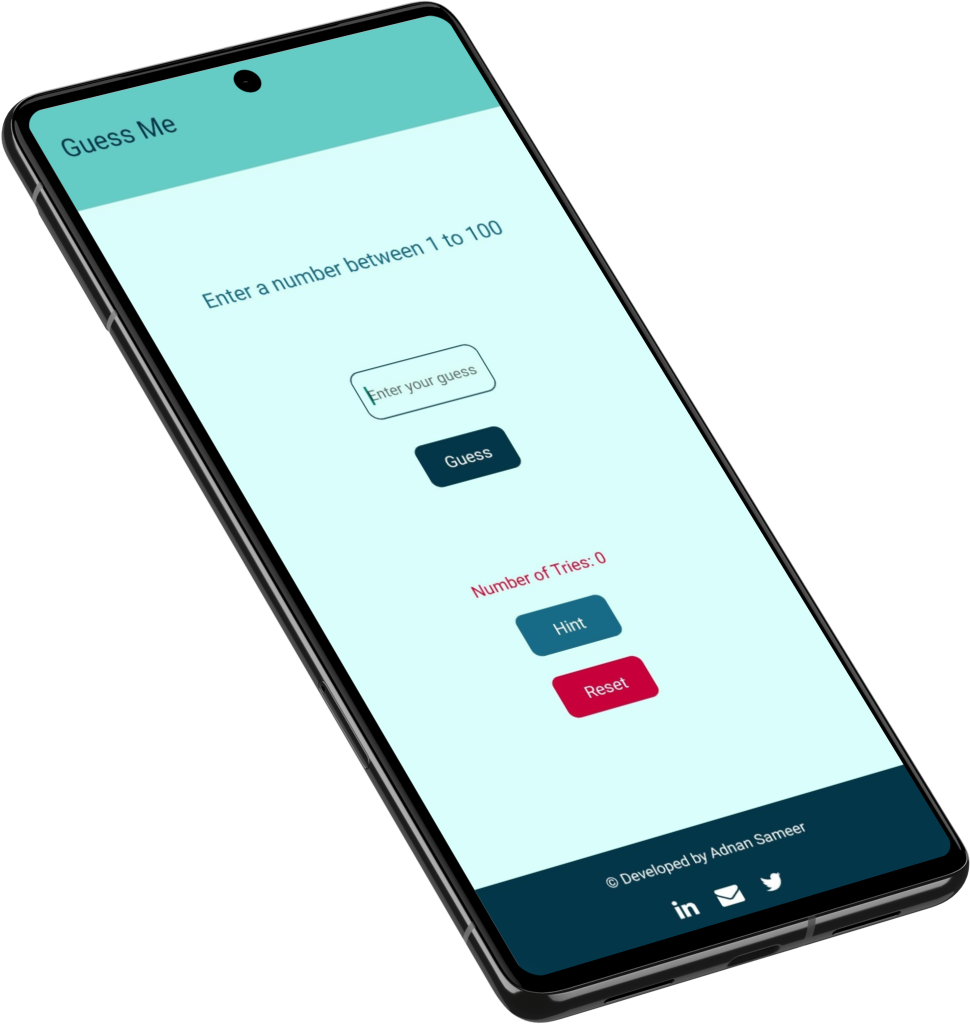 Guess Me
Enter a number between 1 to 100
Enter your guess
Guess
Number of Tries: 0
Hint
Reset
© Developed by Adnan Sameer
in